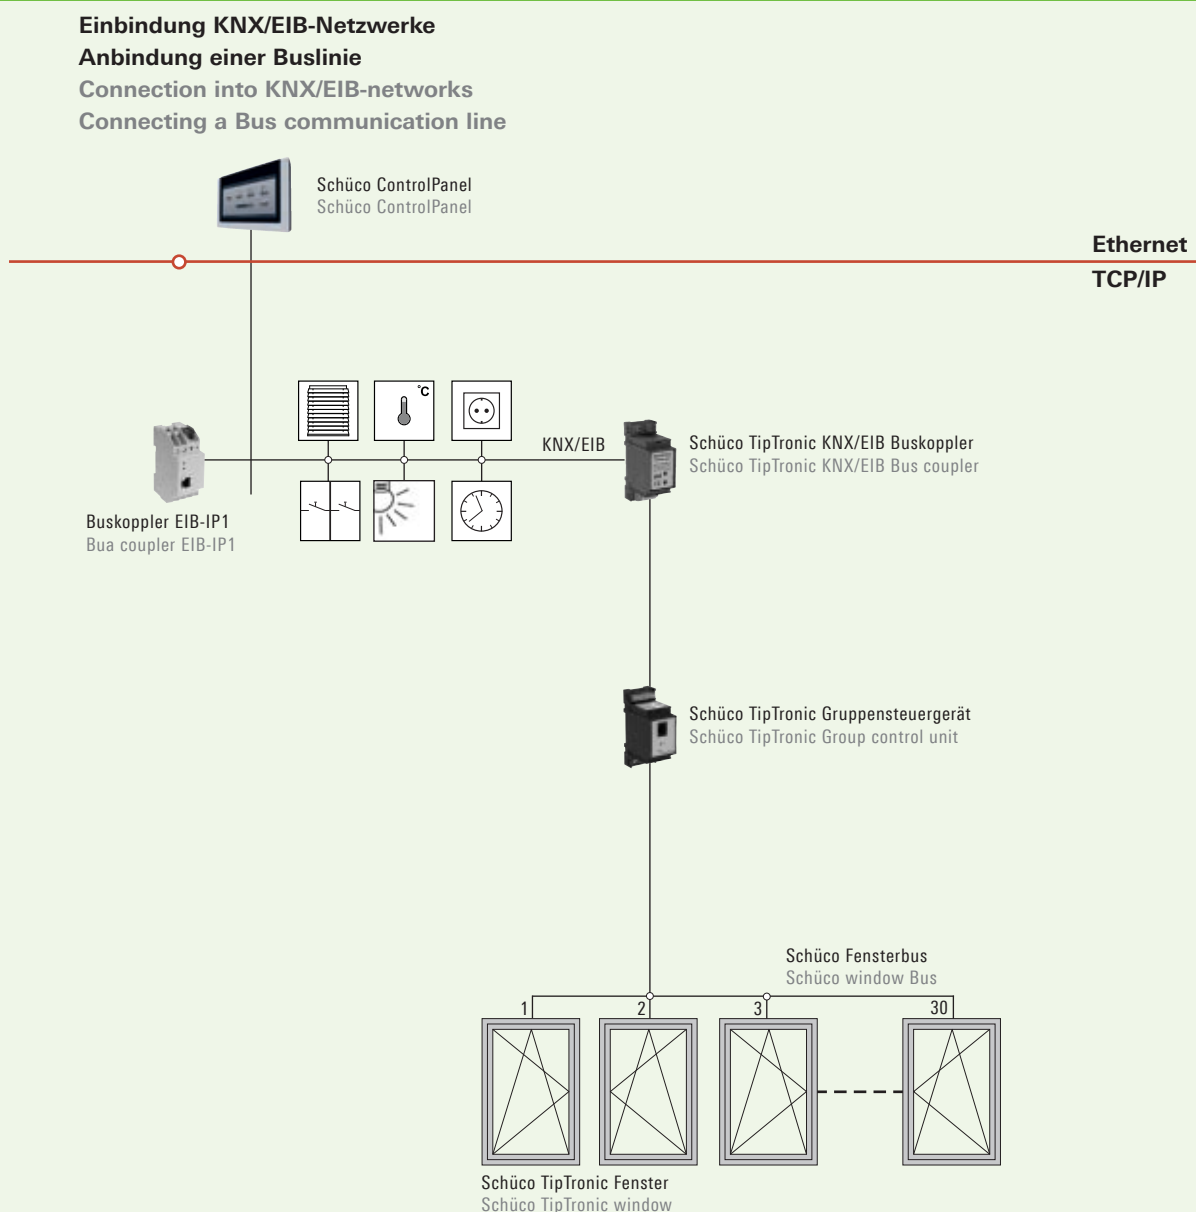 Einbindung KNX/EIB-Netzwerke
Anbindung einer Buslinie
Connection into KNX/EIB-networks
Connecting a Bus communication line
Schüco ControlPanel
Schüco ControlPanel
Ethernet
TCP/IP
°C
KNX/EIB
Schüco TipTronic KNX/EIB Buskoppler
Schüco TipTronic KNX/EIB Bus coupler
Buskoppler EIB-IP1
Bua coupler EIB-IP1
Schüco TipTronic Gruppensteuergerät
Schüco TipTronic Group control unit
Schüco Fensterbus
Schüco window Bus
1 2 3 30
Schüco TipTronic Fenster
Schüco TipTronic window